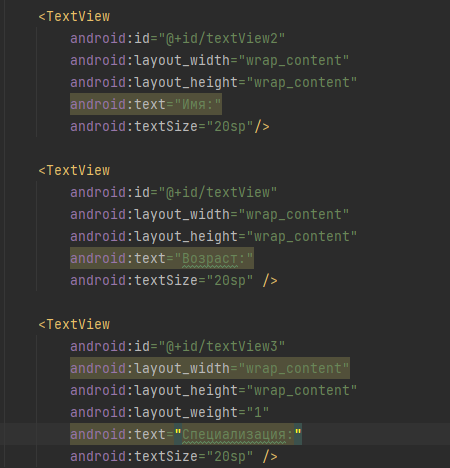 <TextView
android:id="@+id/textView2"
android:layout_width="wrap_content"
android:layout_height="wrap_content"
android:text="Имя:"
android:textSize="20sp"/>
<TextView
android:id="@+id/textView"
android:layout_width="wrap_content"
android:layout_height="wrap_content"
android:text="Возраст:"
android:textSize="20sp" />
<TextView
android:id="@+id/textView3"
android:layout_width="wrap_content"
android:layout_height="wrap_content"
android:layout_weight="1"
android:text="Специализация:"
android:textSize="20sp" />